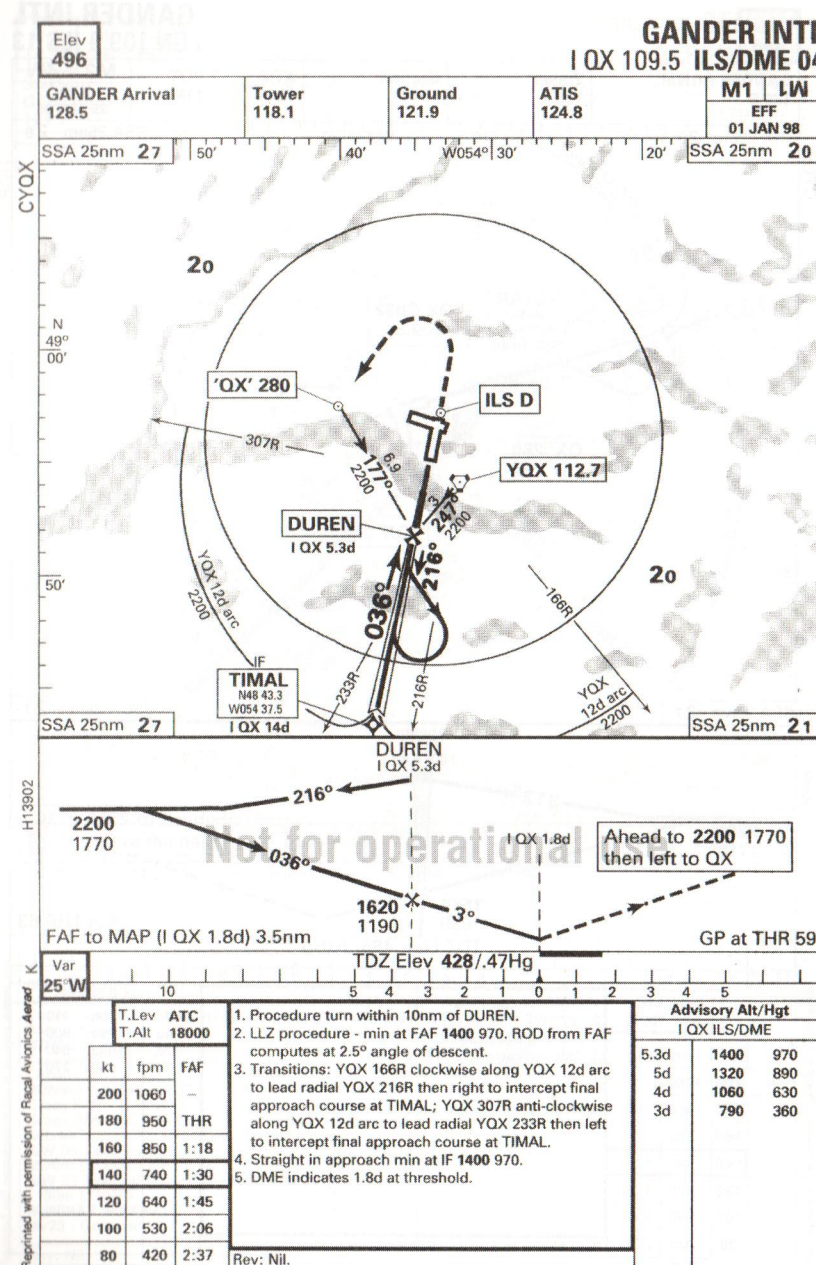 Elev
496
GANDER INTL
I QX 109.5 ILS/DME 04
GANDER Arrival
128.5
Tower
118.1
Ground
121.9
ATIS
124.8
M1
M1
EFF
01 JAN 98
CYQX
SSA 25nm 27
50'
40'
W054º 30'
20'
SSA 25nm 20
20
N
49º
00'
'QX' 280
ILS D
307R
6.9
177º
2200
YQX 112.7
3
247º
2200
DUREN
I QX 5.3d
216º
036º
50'
20
166R
YQX 12d arc
2200
IF
TIMAL
N48 43.3
W054 37.5
I QX 14d
233R
216R
YQX
12d arc
2200
SSA 25nm 27
SSA 25nm 21
DUREN
I QX 5.3d
216º
2200
1770
036º
Not for operational use
I QX 1.8d
Ahead to 2200 1770
then left to QX
1620
1190
3º
FAF to MAP (I QX 1.8d) 3.5nm
GP at THR 59
H13902
Var
25ºW
TDZ Elev 428/.47Hg
10 5 4 3 2 1 0 1 2 3 4 5
T.Lev ATC
T.Alt 18000
kt fpm FAF
200 1060 –
180 950 THR
160 850 1:18
140 740 1:30
120 640 1:45
100 530 2:06
80 420 2:37
1. Procedure turn within 10nm of DUREN.
2. LLZ procedure - min at FAF 1400 970. ROD from FAF
computes at 2.5º angle of descent.
3. Transitions: YQX 166R clockwise along YQX 12d arc
to lead radial YQX 216R then right to intercept final
approach course at TIMAL; YQX 307R anti-clockwise
along YQX 12d arc to lead radial YQX 233R then left
to intercept final approach course at TIMAL.
4. Straight in approach min at IF 1400 970.
5. DME indicates 1.8d at threshold.
Rev: Nil.
Advisory Alt/Hgt
I QX ILS/DME
5.3d 1400 970
5d 1320 890
4d 1060 630
3d 790 360
Reprinted with permission of Racal Avionics Aerad K